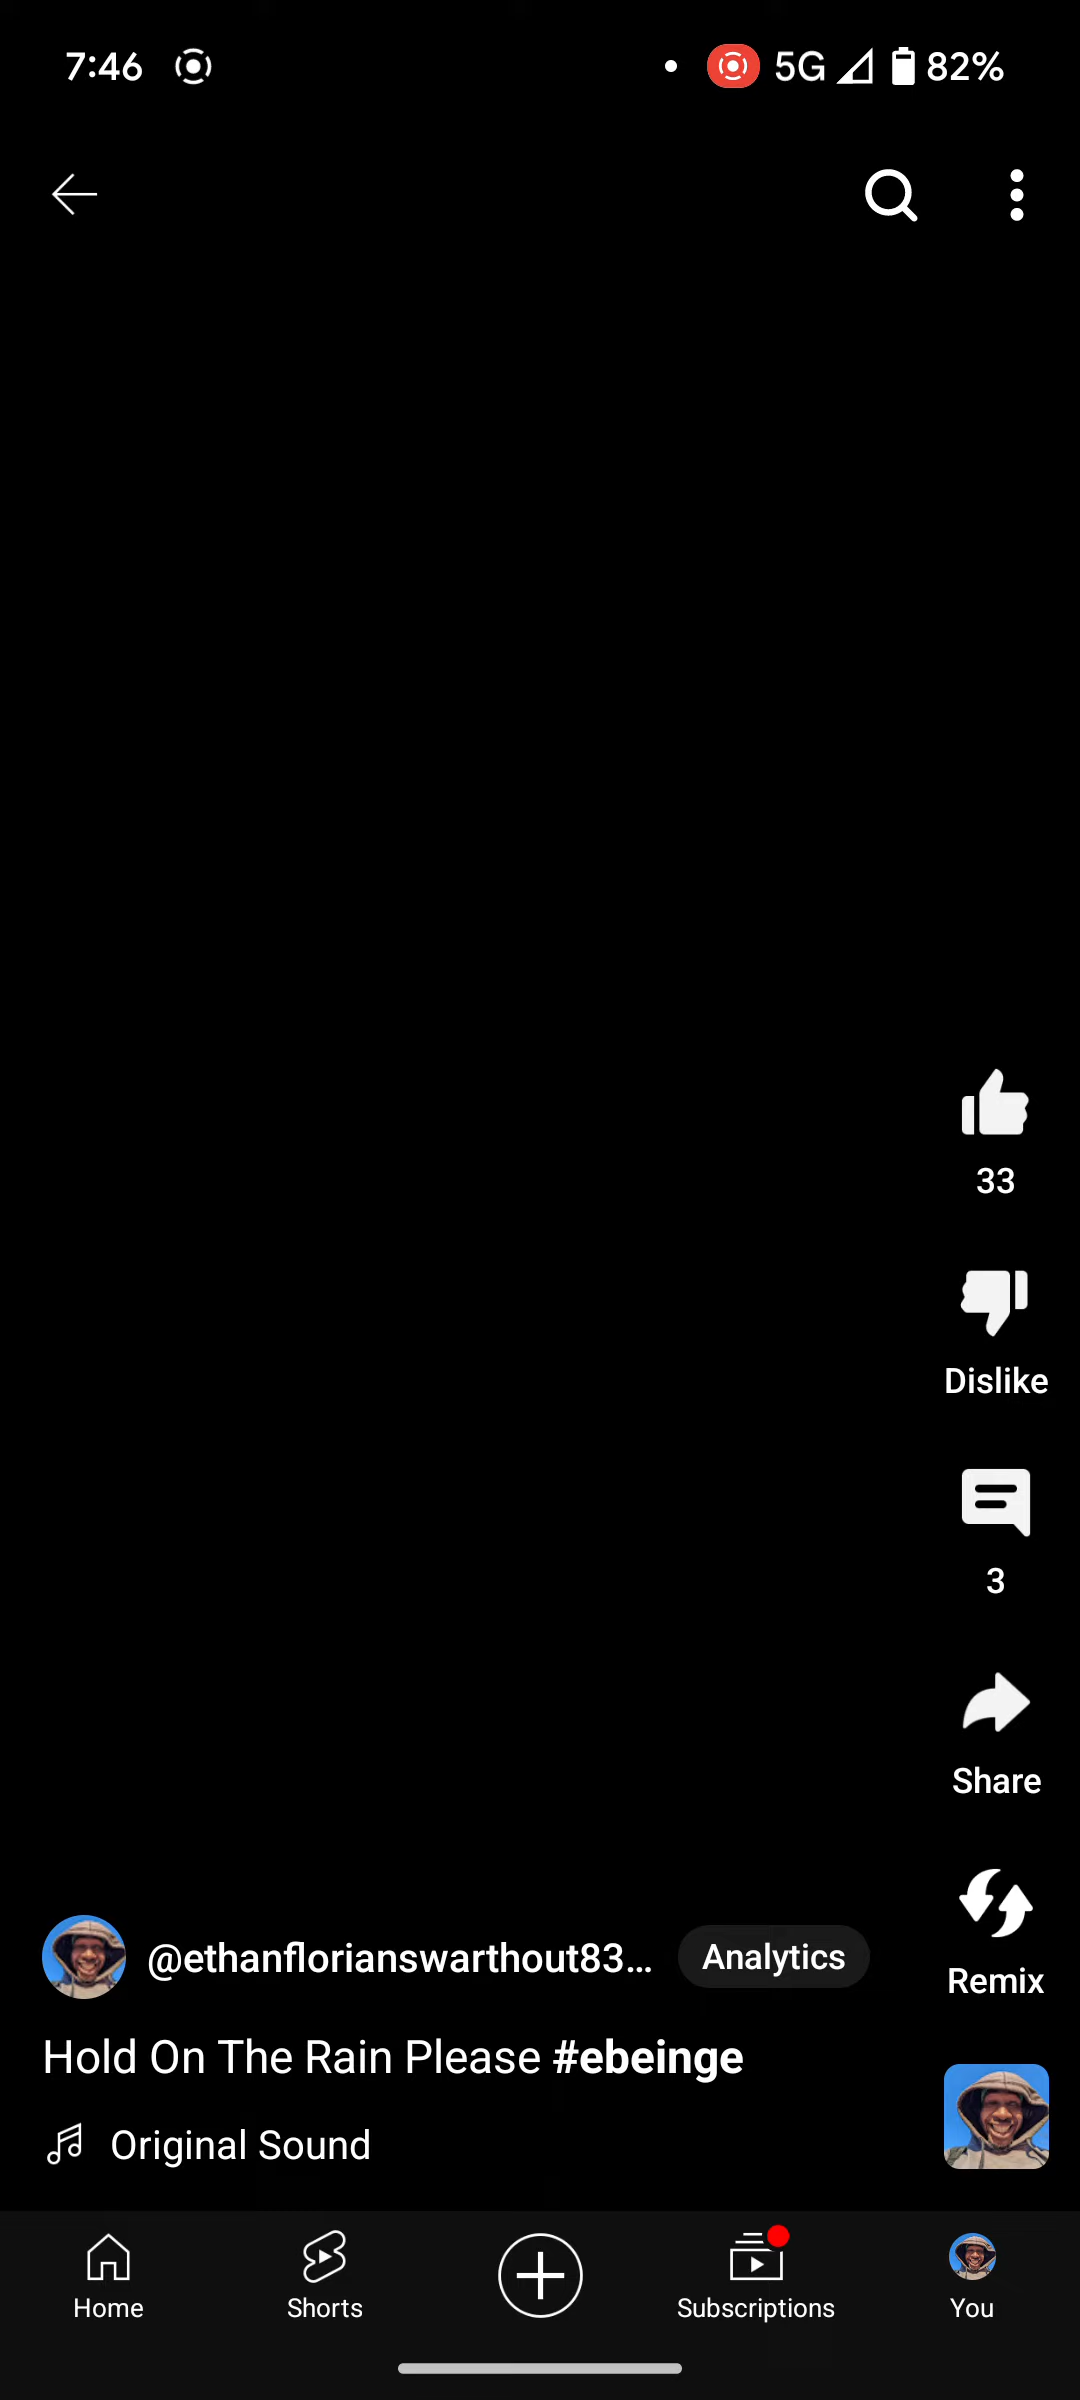 7:46 5G 82%
33
Dislike
3
Share
@ethanflorianswarthout83... Analytics
Remix
Hold On The Rain Please #ebeinge
Original Sound
Home Shorts Subscriptions You